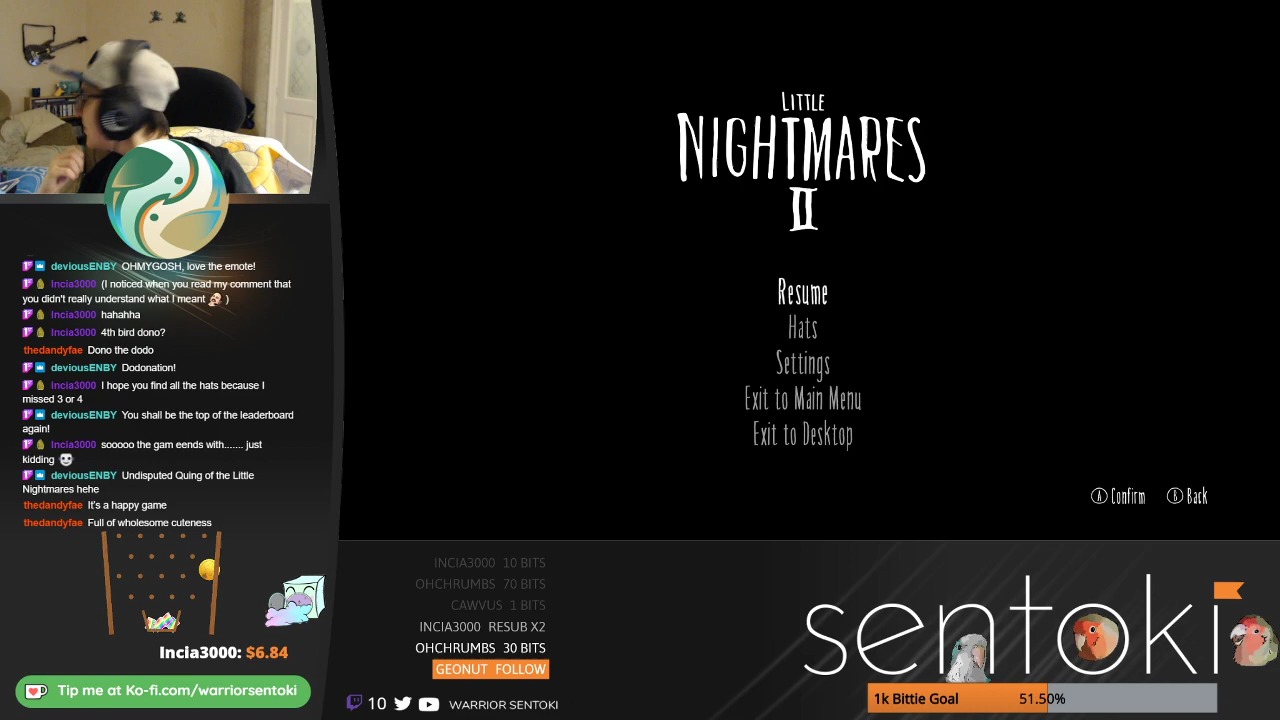 deviousENBY OHMYGOSH, love the emote!
Incia3000 (I noticed when you read my comment that
you didn't really understand what I meant )
Incia3000 hahahha
Incia3000 4th bird dono?
thedandyfae Dono the dodo
deviousENBY Dodonation!
Incia3000 I hope you find all the hats because I
missed 3 or 4
deviousENBY You shall be the top of the leaderboard
again!
Incia3000 sooooo the gam eends with....... just
kidding
deviousENBY Undisputed Quing of the Little
Nightmares hehe
thedandyfae It's a happy game
thedandyfae Full of wholesome cuteness
Incia3000: $6.84
Tip me at Ko-fi.com/warriorsentoki
LITTLE
NIGHTMARES
II
Resume
Hats
Settings
Exit to Main Menu
Exit to Desktop
A Confirm B Back
INCIA3000 10 BITS
OHCHRUMBS 70 BITS
CAWVUS 1 BITS
INCIA3000 RESUB X2
OHCHRUMBS 30 BITS
GEONUT FOLLOW
10 WARRIOR SENTOKI
sentoki
1k Bittie Goal 51.50%